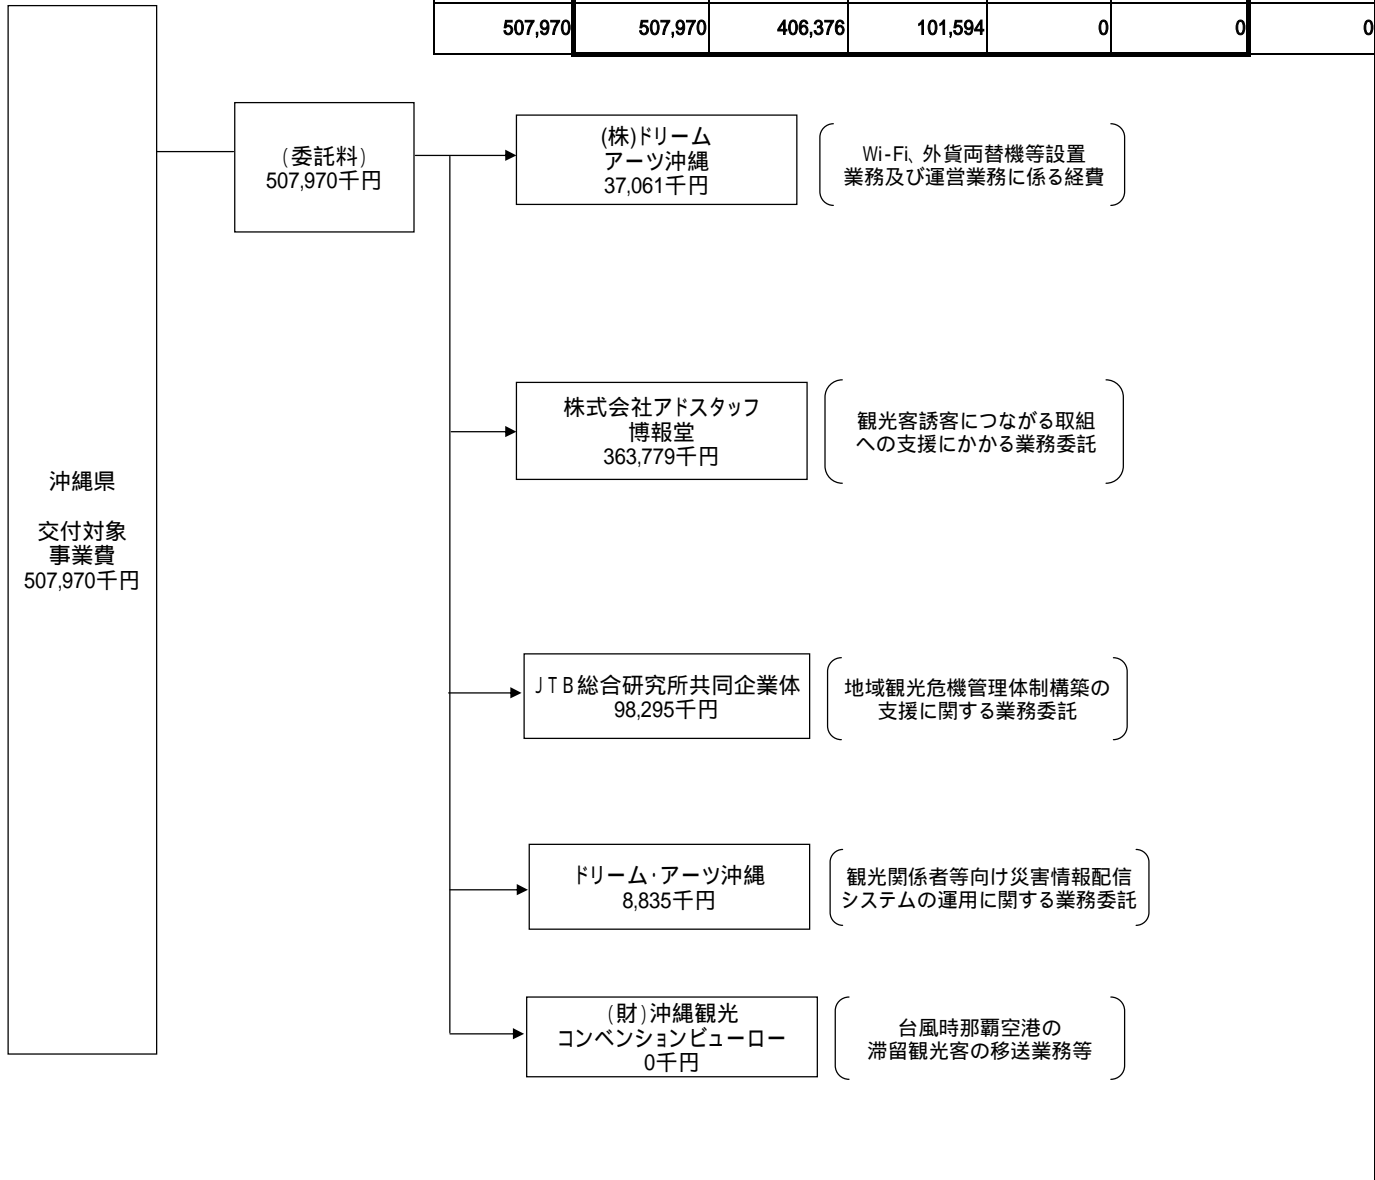 507,970 507,970 406,376 101,594 0 0 0
(委託料)
507,970千円
(株)ドリーム
アーツ沖縄
37,061千円
Wi-Fi、外貨両替機等設置
業務及び運営業務に係る経費
株式会社アドスタッフ
博報堂
363,779千円
観光客誘客につながる取組
への支援にかかる業務委託
沖縄県
交付対象
事業費
507,970千円
JTB総合研究所共同企業体
98,295千円
地域観光危機管理体制構築の
支援に関する業務委託
ドリーム・アーツ沖縄
8,835千円
観光関係者等向け災害情報配信
システムの運用に関する業務委託
(財)沖縄観光
コンベンションビューロー
0千円
台風時那覇空港の
滞留観光客の移送業務等